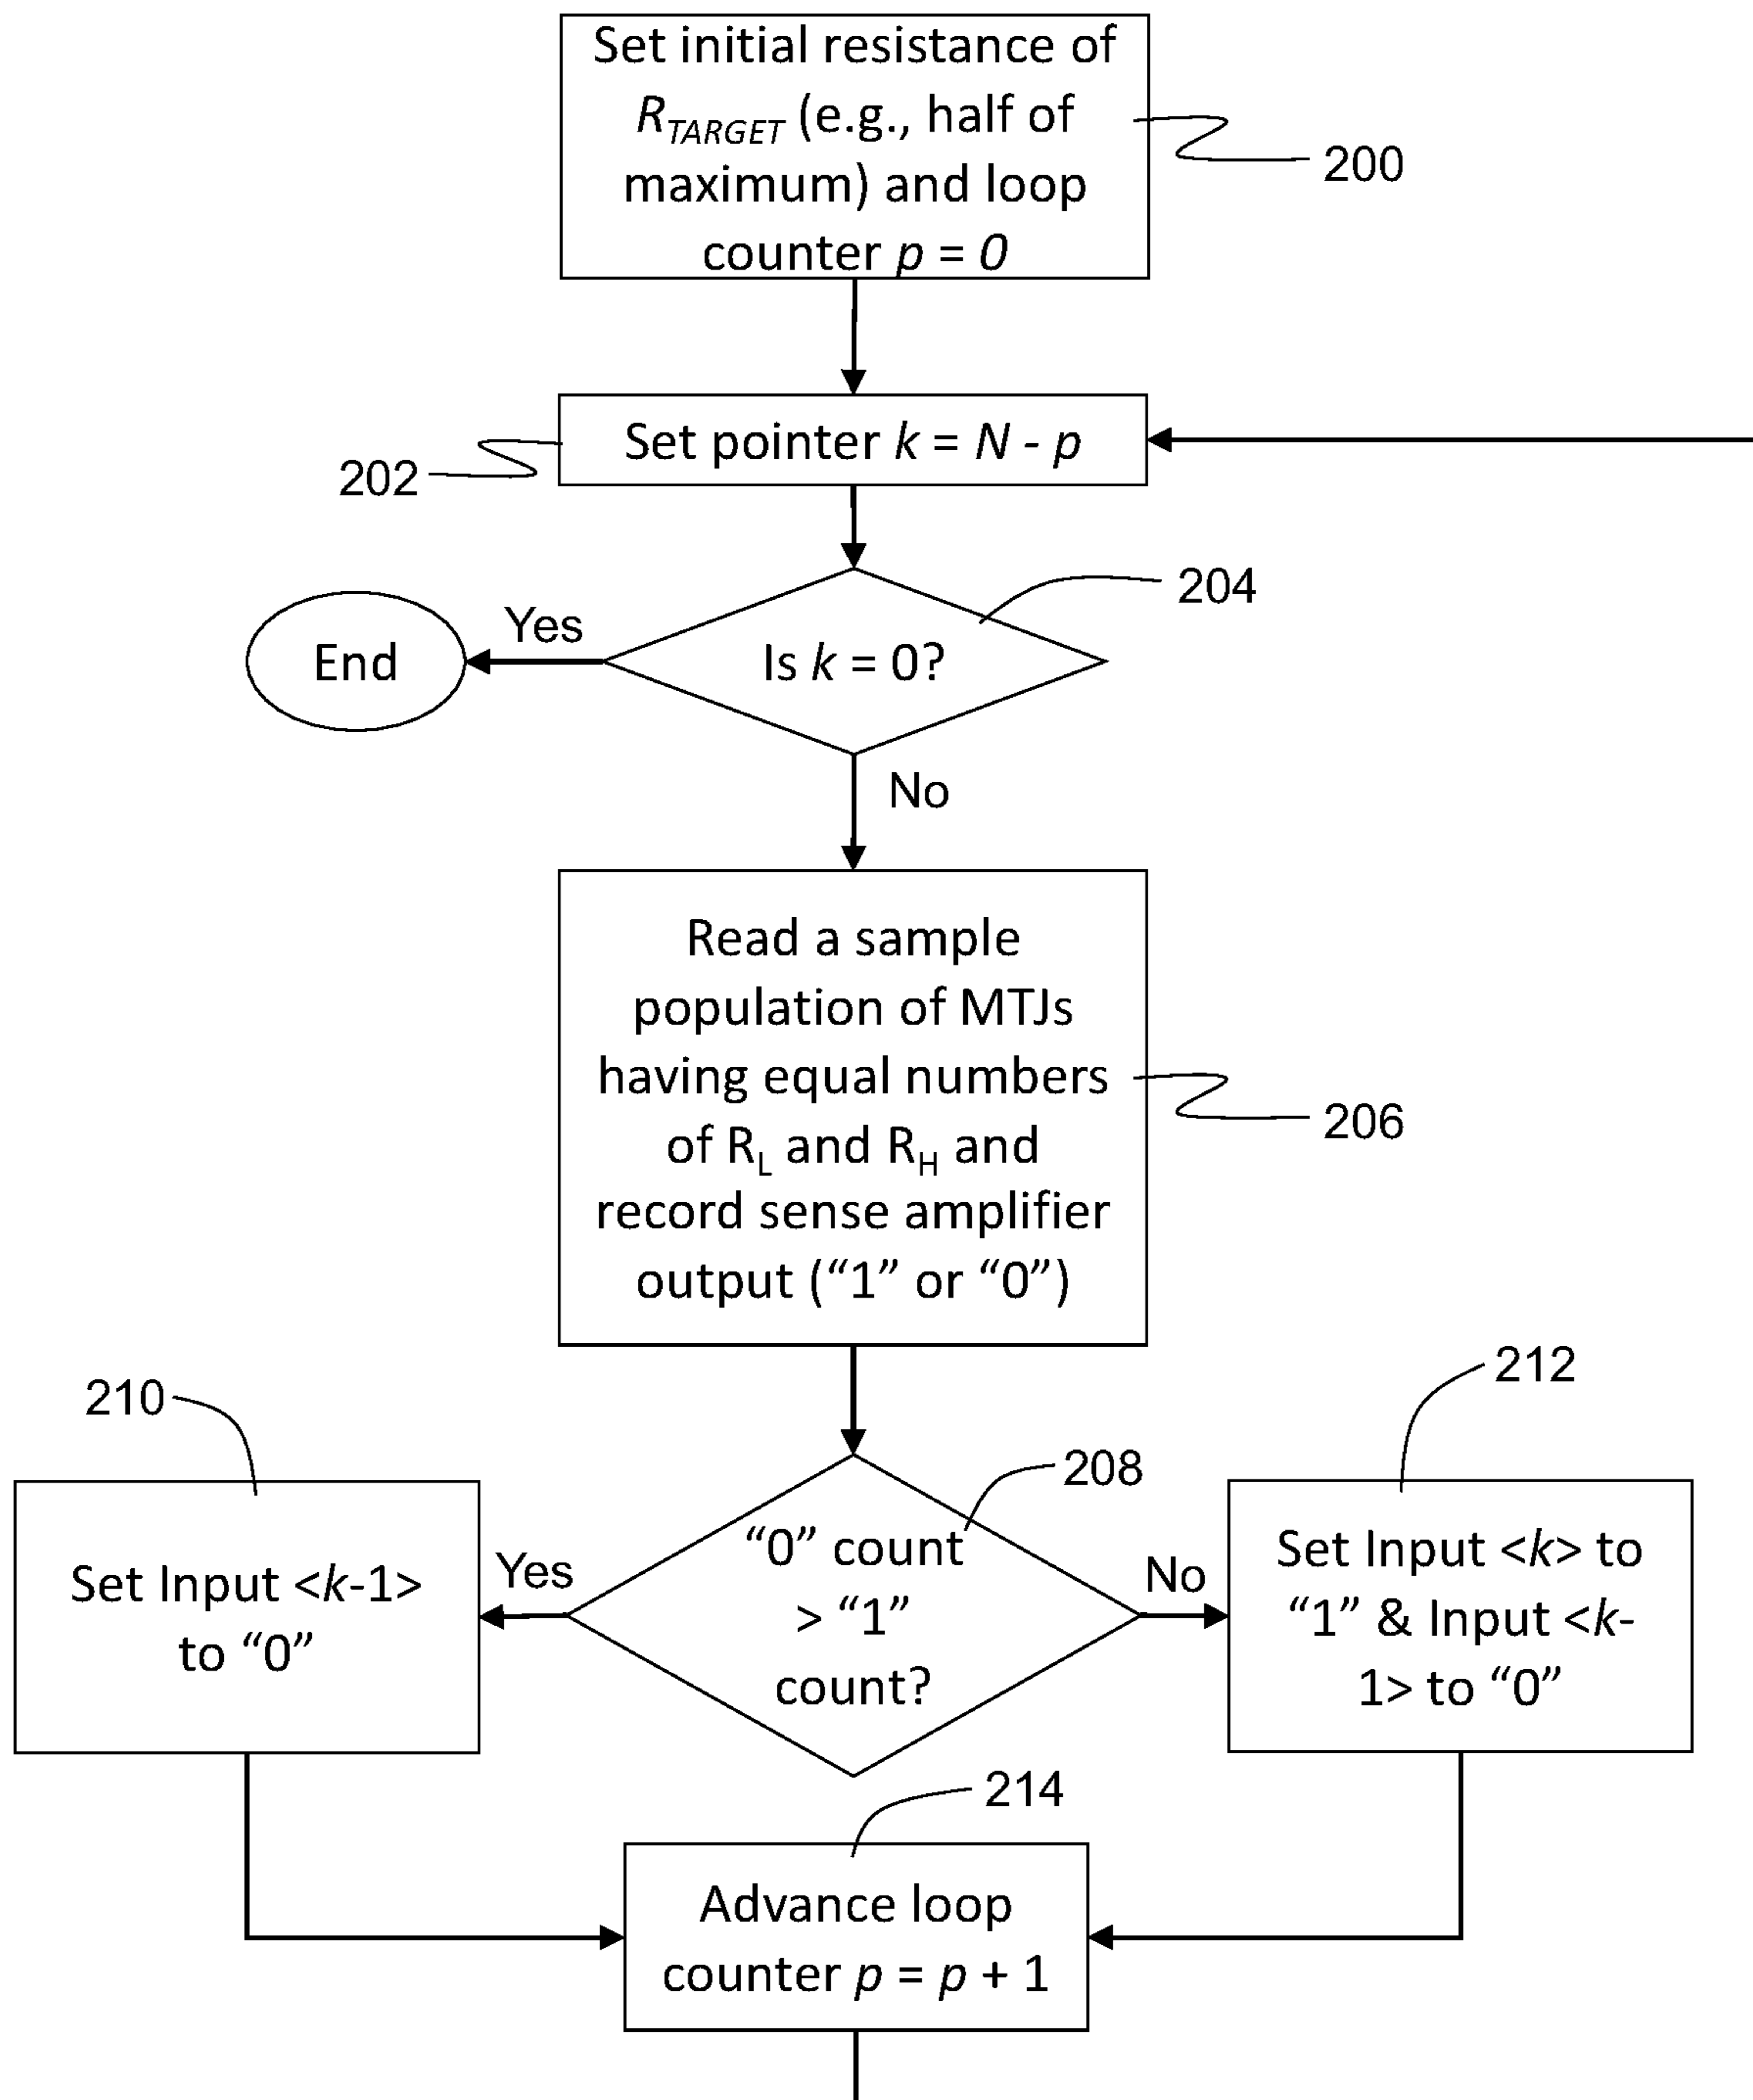 Set initial resistance of
R_TARGET (e.g., half of
maximum) and loop
counter p = 0
200
Set pointer k = N - p
202
204
Yes
End
Is k = 0?
No
Read a sample
population of MTJs
having equal numbers
of R_L and R_H and
record sense amplifier
output (“1” or “0”)
206
210
212
208
Set Input <k-1>
to “0”
Yes
“0” count
> “1”
count?
No
Set Input <k> to
“1” & Input <k-
1> to “0”
214
Advance loop
counter p = p + 1